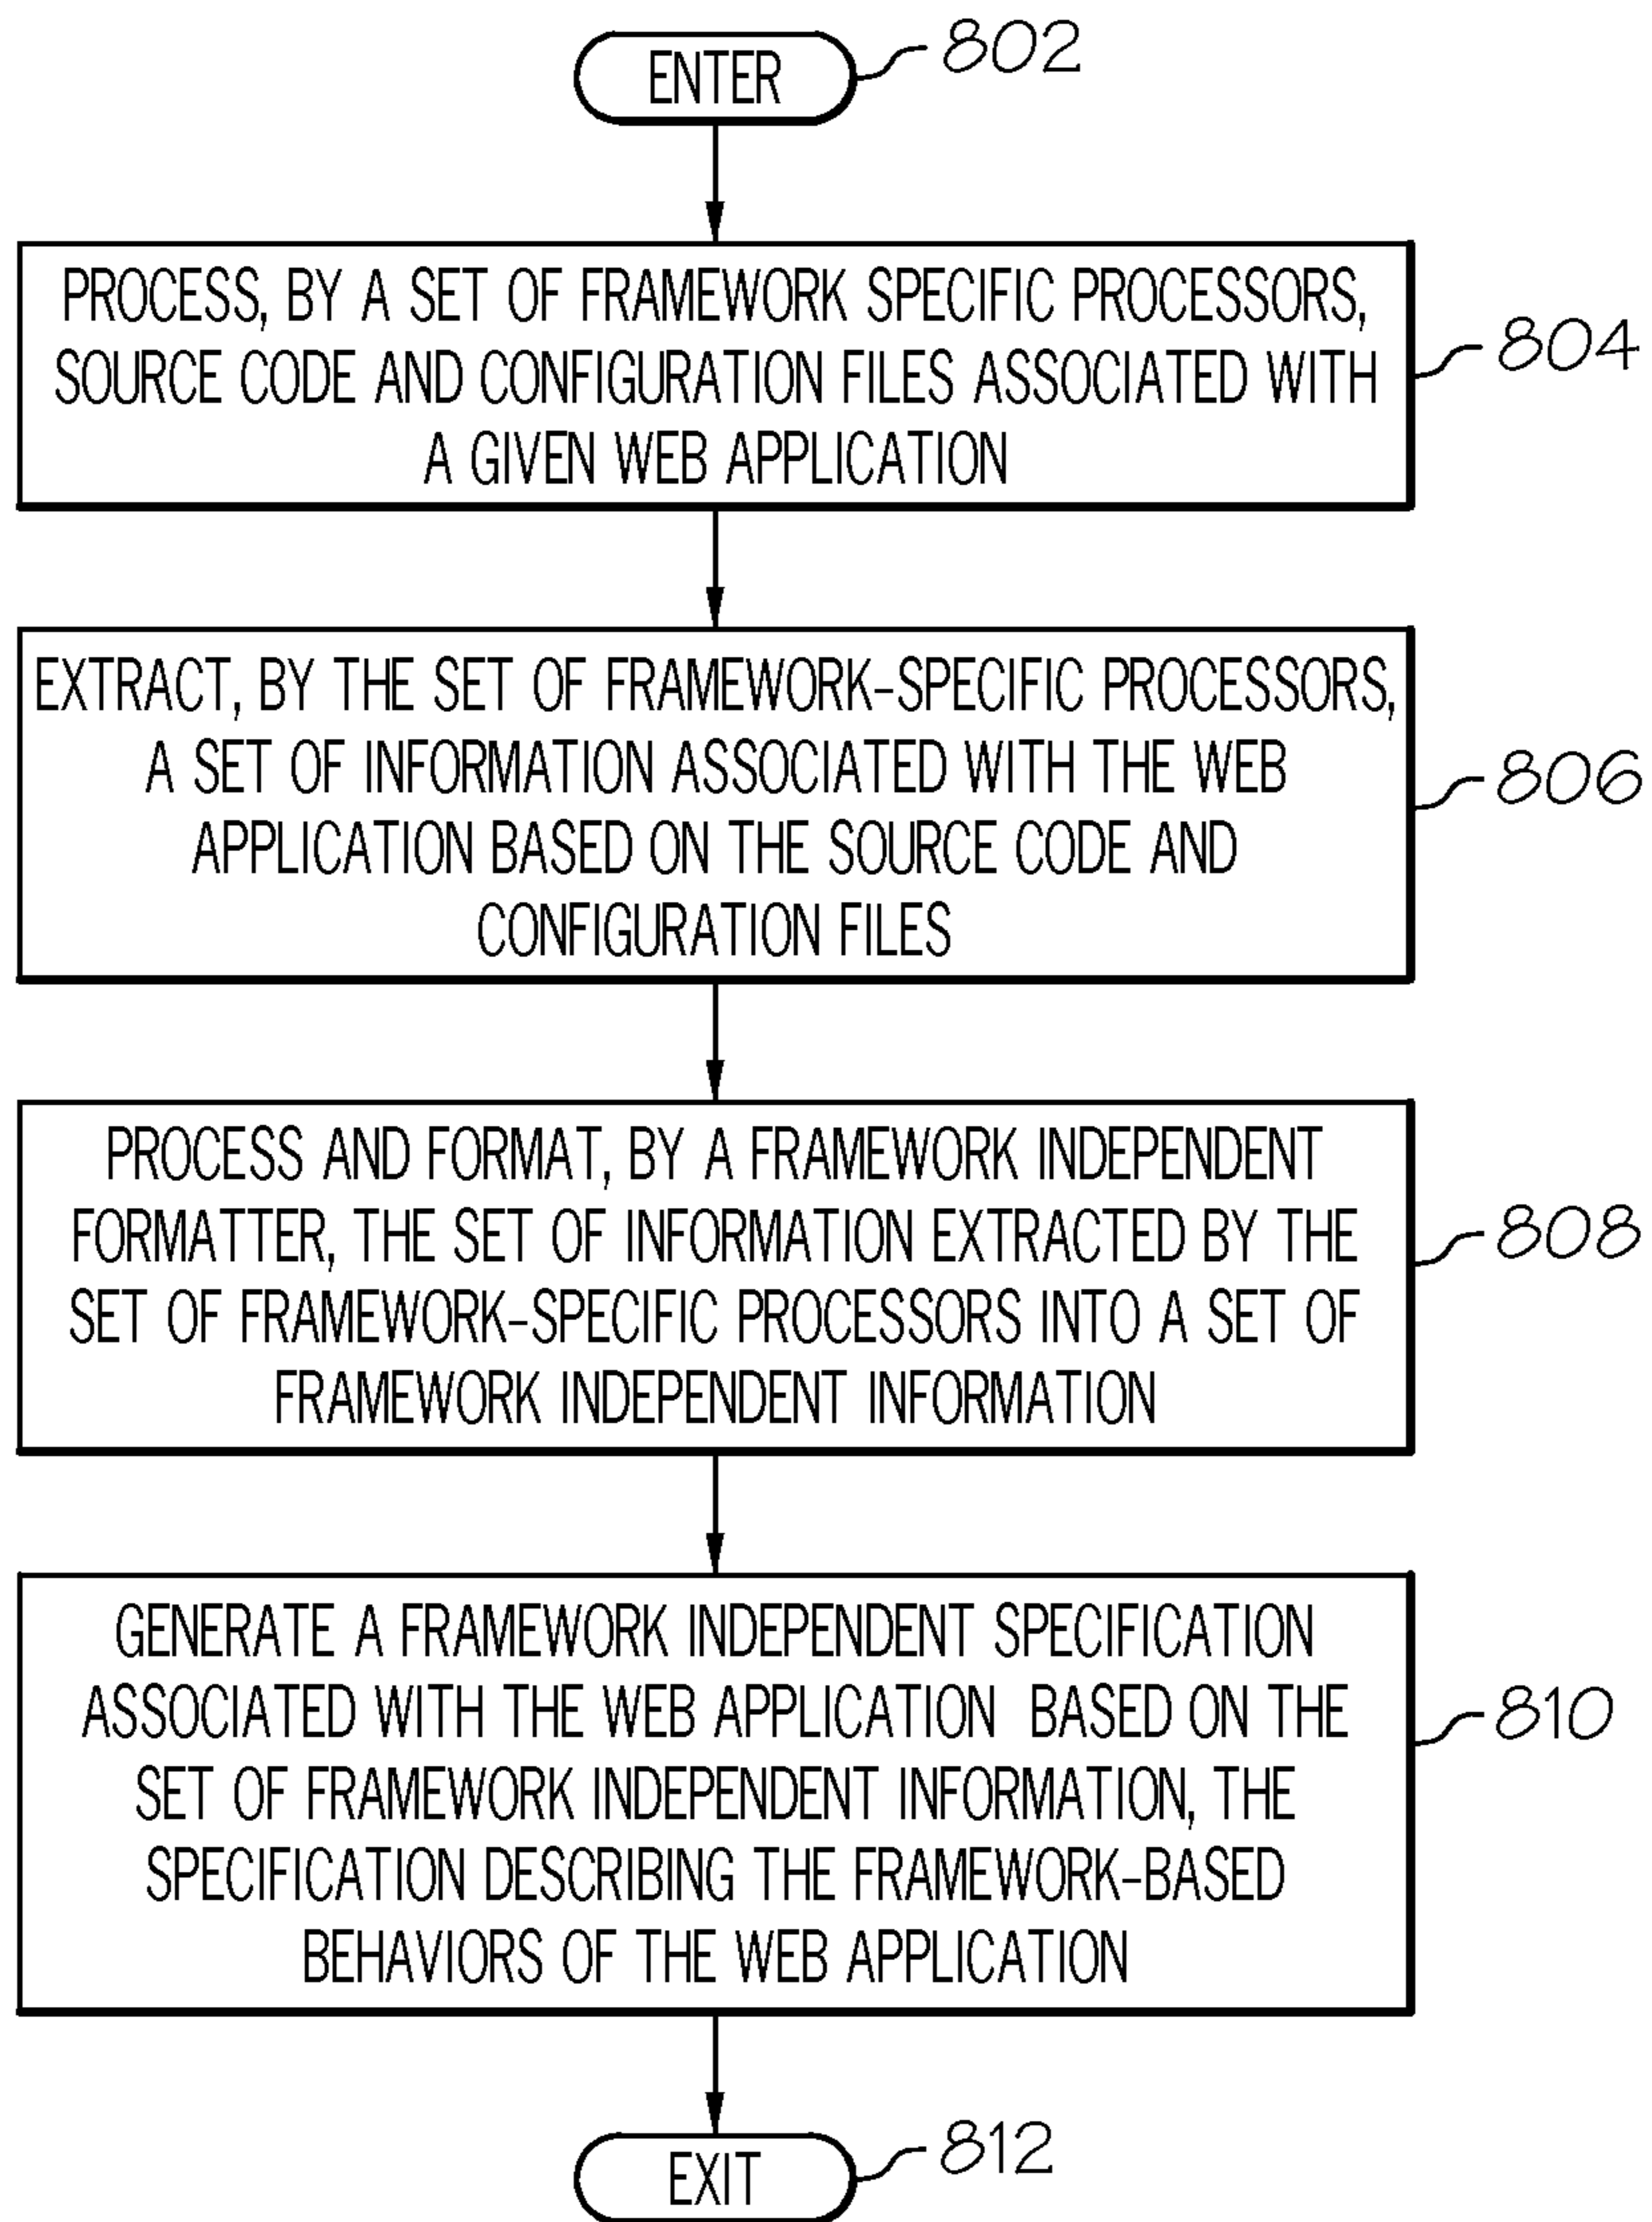 ENTER
802
PROCESS, BY A SET OF FRAMEWORK SPECIFIC PROCESSORS,
SOURCE CODE AND CONFIGURATION FILES ASSOCIATED WITH
A GIVEN WEB APPLICATION
804
EXTRACT, BY THE SET OF FRAMEWORK-SPECIFIC PROCESSORS,
A SET OF INFORMATION ASSOCIATED WITH THE WEB
APPLICATION BASED ON THE SOURCE CODE AND
CONFIGURATION FILES
806
PROCESS AND FORMAT, BY A FRAMEWORK INDEPENDENT
FORMATTER, THE SET OF INFORMATION EXTRACTED BY THE
SET OF FRAMEWORK-SPECIFIC PROCESSORS INTO A SET OF
FRAMEWORK INDEPENDENT INFORMATION
808
GENERATE A FRAMEWORK INDEPENDENT SPECIFICATION
ASSOCIATED WITH THE WEB APPLICATION BASED ON THE
SET OF FRAMEWORK INDEPENDENT INFORMATION, THE
SPECIFICATION DESCRIBING THE FRAMEWORK-BASED
BEHAVIORS OF THE WEB APPLICATION
810
EXIT
812